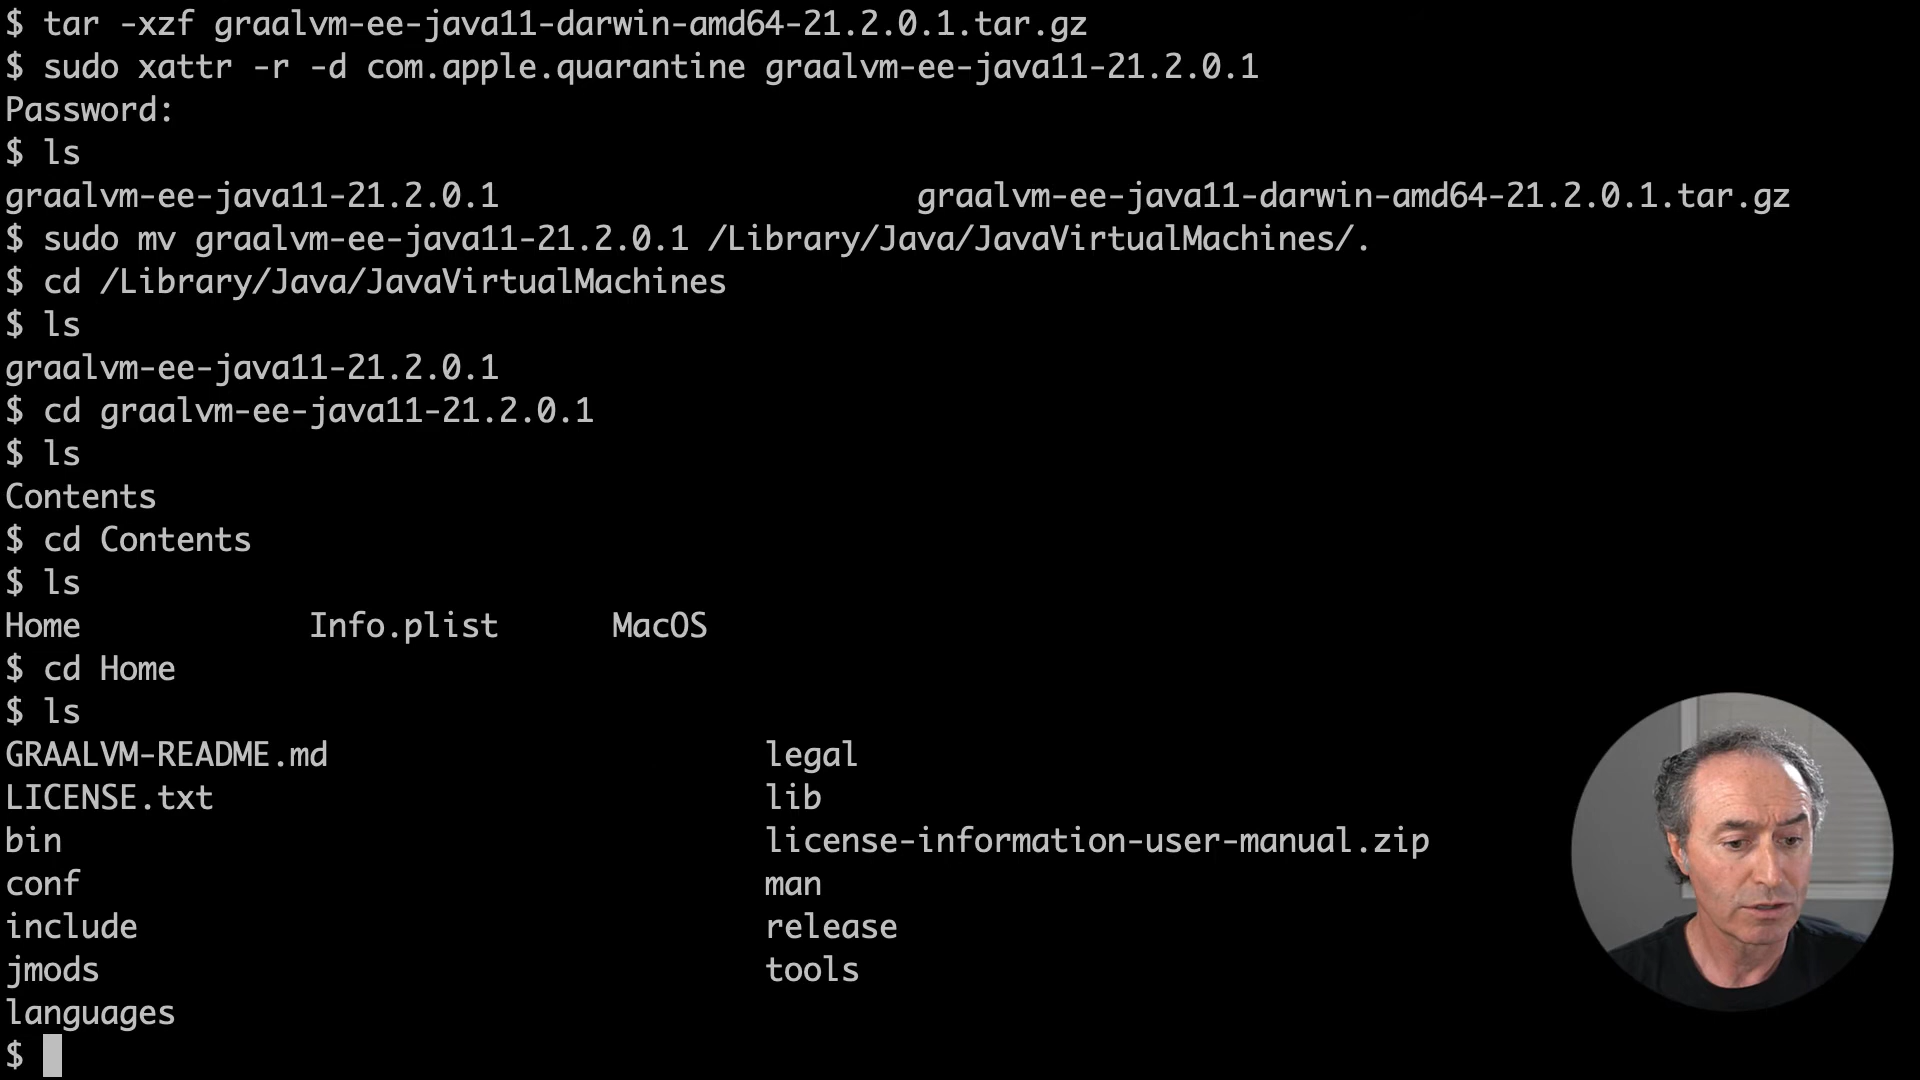 $ tar -xzf graalvm-ee-java11-darwin-amd64-21.2.0.1.tar.gz
$ sudo xattr -r -d com.apple.quarantine graalvm-ee-java11-21.2.0.1
Password:
$ ls
graalvm-ee-java11-21.2.0.1 graalvm-ee-java11-darwin-amd64-21.2.0.1.tar.gz
$ sudo mv graalvm-ee-java11-21.2.0.1 /Library/Java/JavaVirtualMachines/.
$ cd /Library/Java/JavaVirtualMachines
$ ls
graalvm-ee-java11-21.2.0.1
$ cd graalvm-ee-java11-21.2.0.1
$ ls
Contents
$ cd Contents
$ ls
Home Info.plist MacOS
$ cd Home
$ ls
GRAALVM-README.md legal
LICENSE.txt lib
bin license-information-user-manual.zip
conf man
include release
jmods tools
languages
$